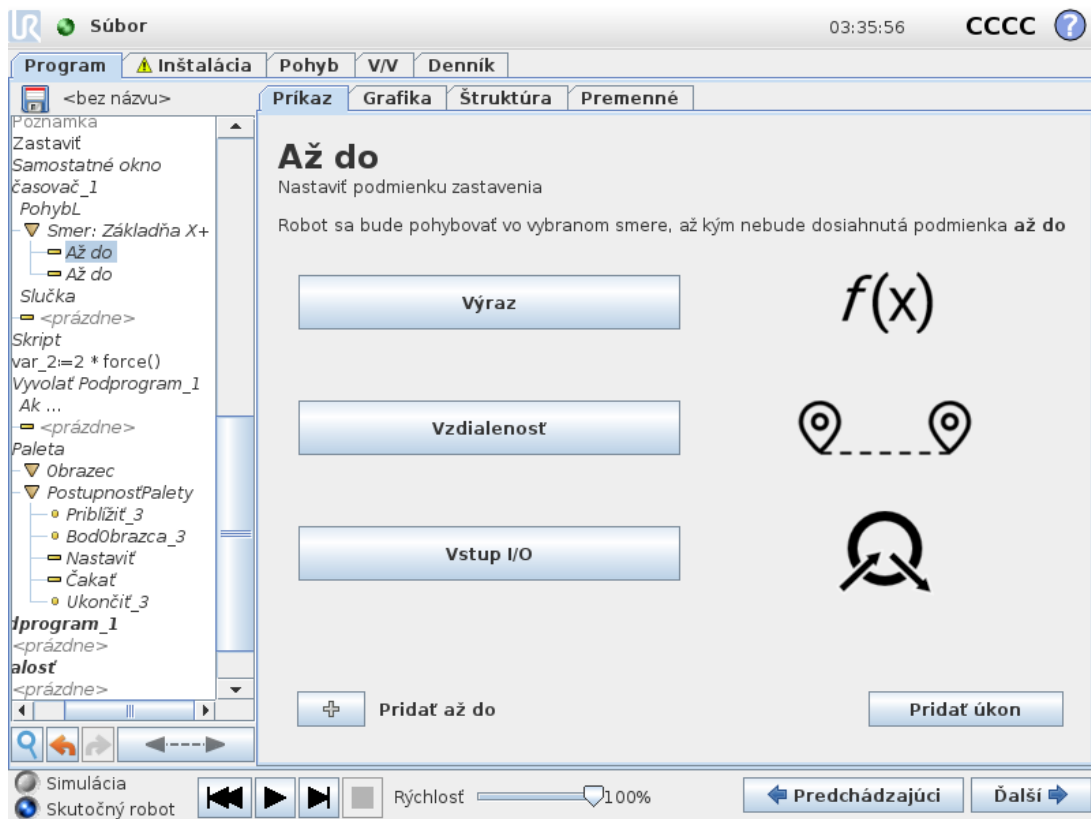 UR
Súbor
03:35:56
CCCC
?
Program
Inštalácia
Pohyb
V/V
Denník
<bez názvu>
Príkaz
Grafika
Štruktúra
Premenné
Poznámka
Zastaviť
Samostatné okno
časovač_1
PohybL
Smer: Základňa X+
Až do
Až do
Slučka
<prázdne>
Skript
var_2:=2 * force()
Vyvolať Podprogram_1
Ak ...
<prázdne>
Paleta
Obrazec
PostupnosťPalety
Priblížiť_3
BodObrazca_3
Nastaviť
Čakať
Ukončiť_3
dprogram_1
<prázdne>
alosť
<prázdne>
Až do
Nastaviť podmienku zastavenia
Robot sa bude pohybovať vo vybranom smere, až kým nebude dosiahnutá podmienka až do
Výraz
f(x)
Vzdialenosť
Vstup I/O
Pridať až do
Pridať úkon
Simulácia
Skutočný robot
Rýchlosť
100%
Predchádzajúci
Ďalší